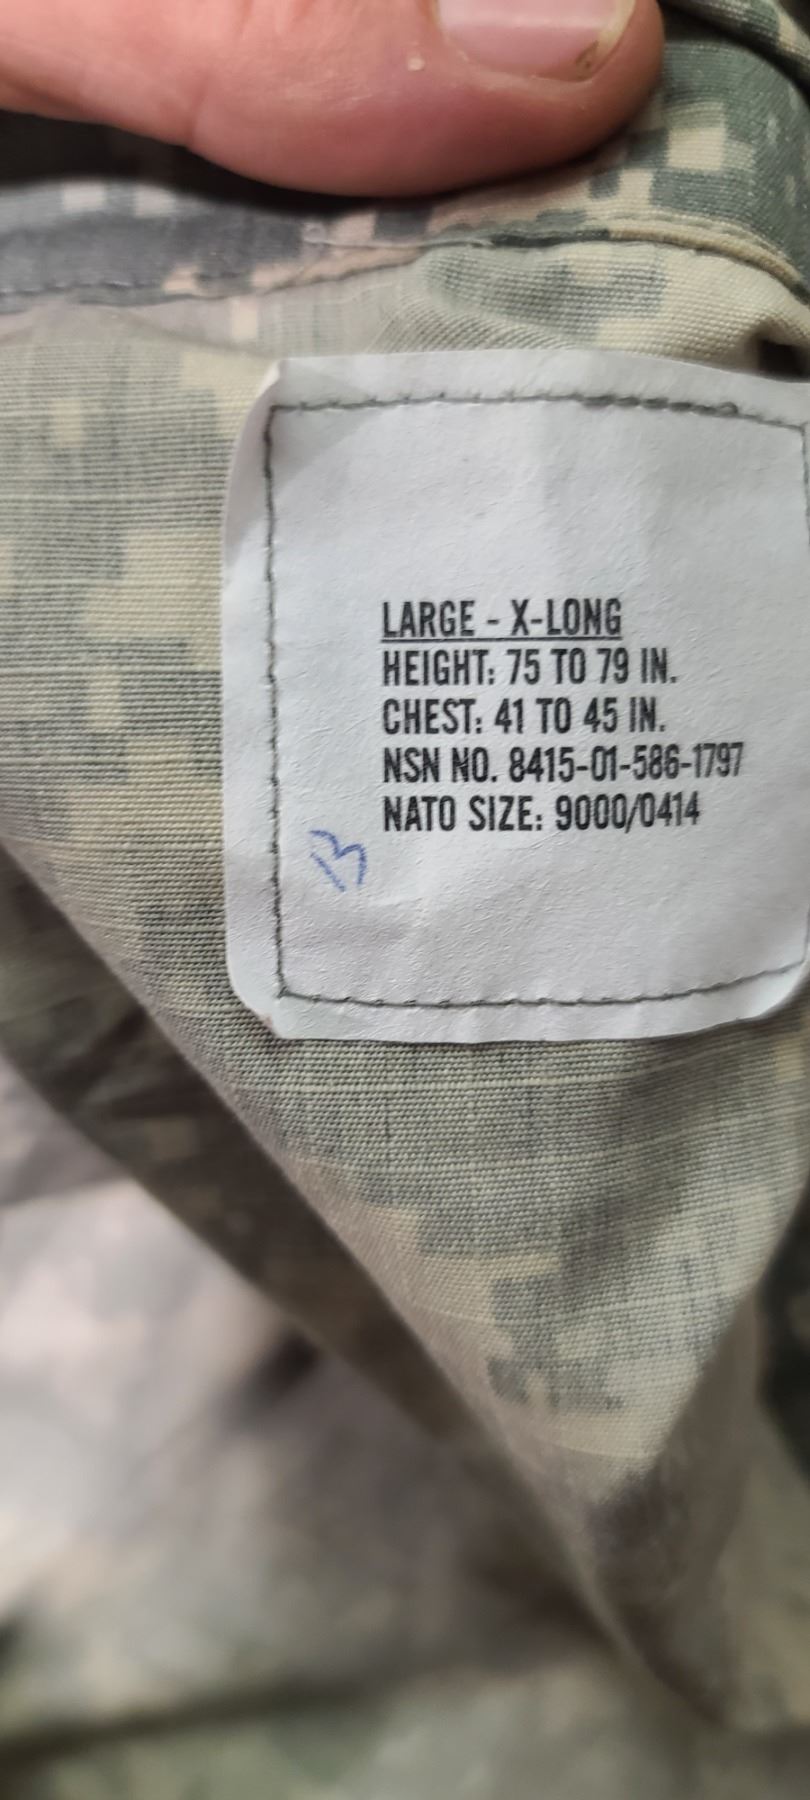 LARGE - X-LONG
HEIGHT: 75 TO 79 IN.
CHEST: 41 TO 45 IN.
NSN NO. 8415-01-586-1797
NATO SIZE: 9000/0414